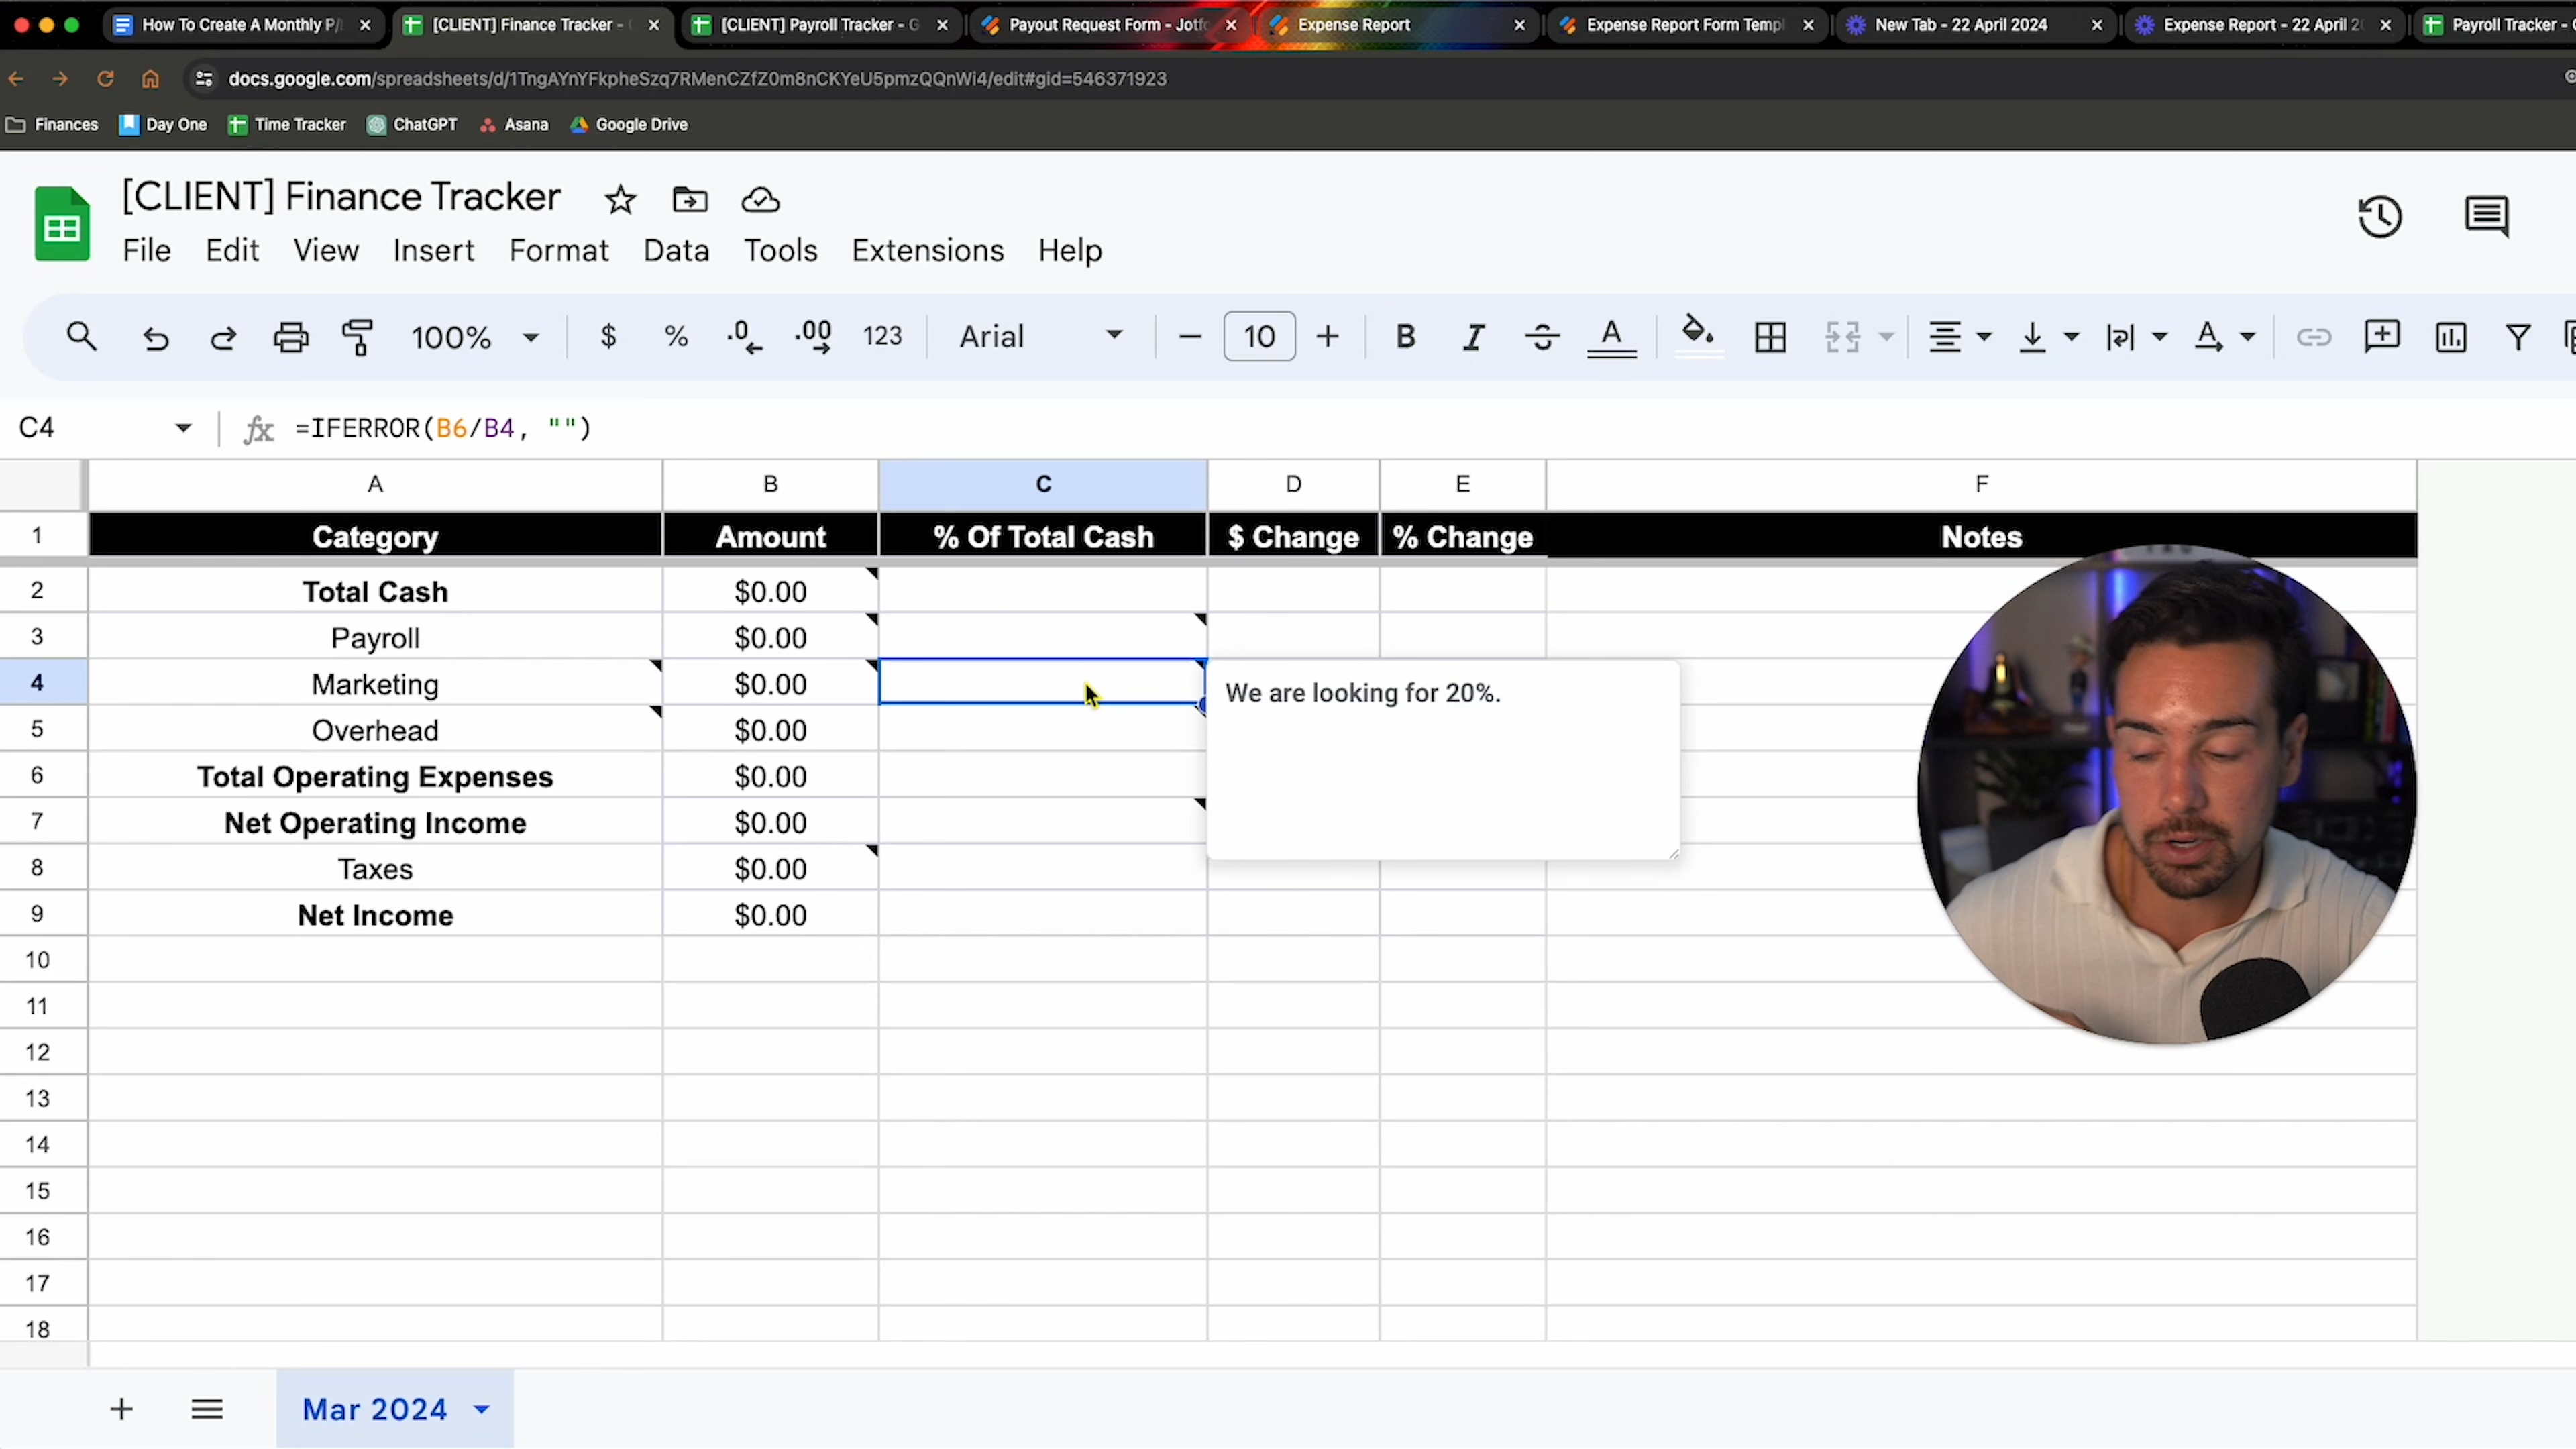 How To Create A Monthly P/
[CLIENT] Finance Tracker -
[CLIENT] Payroll Tracker - G
Payout Request Form - Jotfo
Expense Report
Expense Report Form Templ
New Tab - 22 April 2024
Expense Report - 22 April 2
Payroll Tracker -
docs.google.com/spreadsheets/d/1TngAYnYFkpheSzq7RMenCZfZ0m8nCKYeU5pmzQQnWi4/edit#gid=546371923
Finances Day One Time Tracker ChatGPT Asana Google Drive
[CLIENT] Finance Tracker
File Edit View Insert Format Data Tools Extensions Help
100% $ % .0 .00 123 Arial 10 B I A
C4 fx =IFERROR(B6/B4, "")
A B C D E F
1 Category Amount % Of Total Cash $ Change % Change Notes
2 Total Cash $0.00
3 Payroll $0.00
4 Marketing $0.00 We are looking for 20%.
5 Overhead $0.00
6 Total Operating Expenses $0.00
7 Net Operating Income $0.00
8 Taxes $0.00
9 Net Income $0.00
10
11
12
13
14
15
16
17
18
Mar 2024